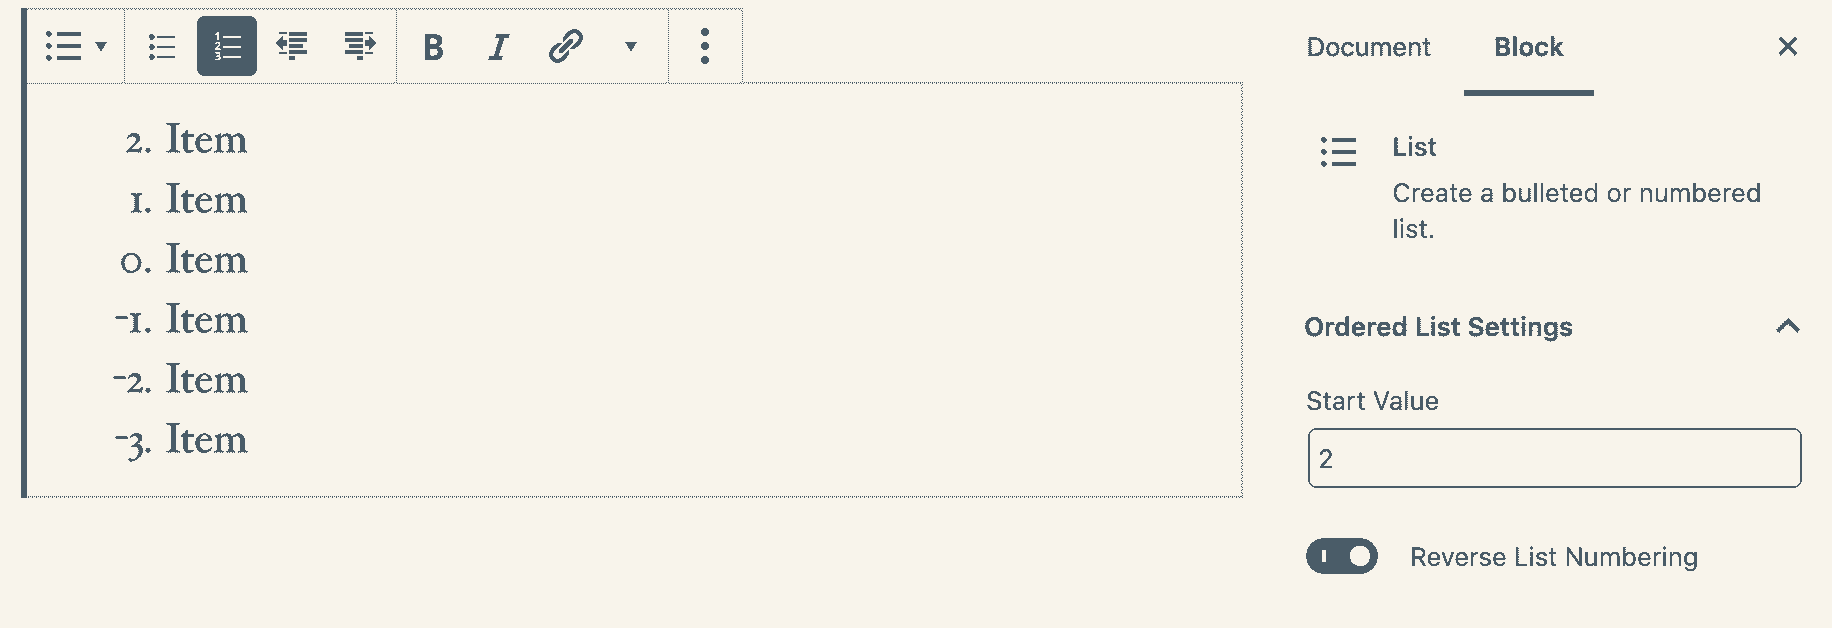 B I
2. Item
1. Item
0. Item
-1. Item
-2. Item
-3. Item
Document Block
List
Create a bulleted or numbered
list.
Ordered List Settings
Start Value
2
Reverse List Numbering